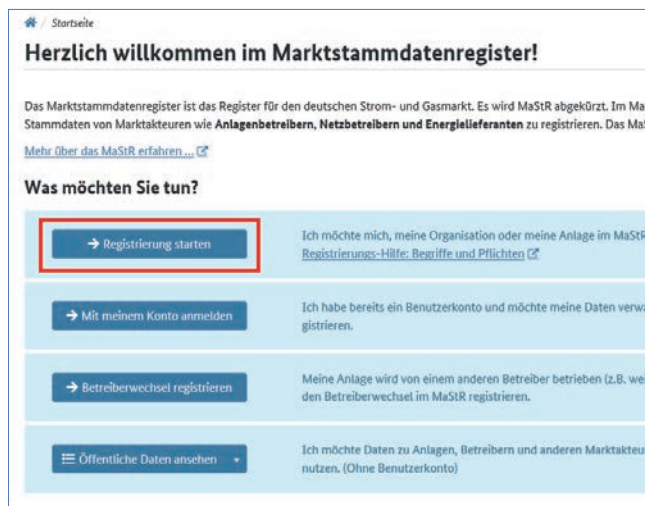 / Startseite
Herzlich willkommen im Marktstammdatenregister!
Das Marktstammdatenregister ist das Register für den deutschen Strom- und Gasmarkt. Es wird MaStR abgekürzt. Im
Stammdaten von Marktakteuren wie Anlagenbetreibern, Netzbetreibern und Energielieferanten zu registrieren. Das
Mehr über das MaStR erfahren ...
Was möchten Sie tun?
→ Registrierung starten
Ich möchte mich, meine Organisation oder meine Anlage im MaStR
Registrierungs-Hilfe: Begriffe und Pflichten
→ Mit meinem Konto anmelden
Ich habe bereits ein Benutzerkonto und möchte meine Daten
gistrieren.
→ Betreiberwechsel registrieren
Meine Anlage wird von einem anderen Betreiber betrieben (z.B.
den Betreiberwechsel im MaStR registrieren.
Öffentliche Daten ansehen
Ich möchte Daten zu Anlagen, Betreibern und anderen
nutzen. (Ohne Benutzerkonto)